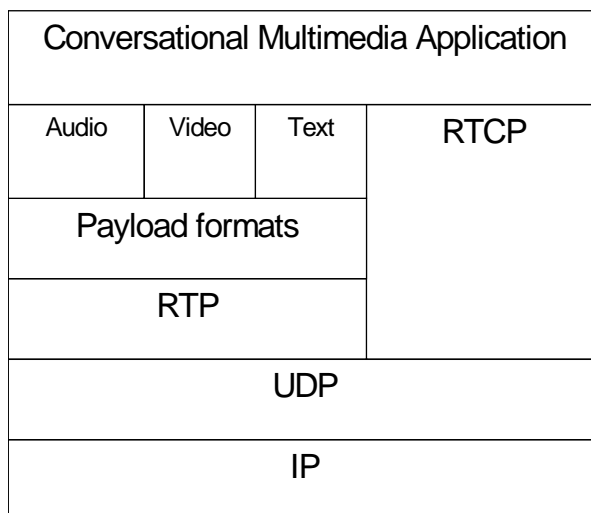 Conversational Multimedia Application
Audio
Video
Text
RTCP
Payload formats
RTP
UDP
IP